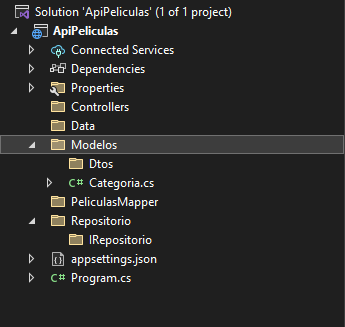 Solution 'ApiPeliculas' (1 of 1 project)
ApiPeliculas
Connected Services
Dependencies
Properties
Controllers
Data
Modelos
Dtos
C# Categoria.cs
PeliculasMapper
Repositorio
IRepositorio
appsettings.json
C# Program.cs